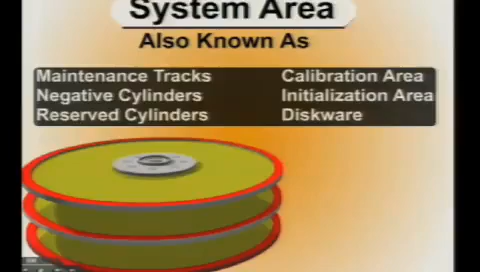 System Area
Also Known As
Maintenance Tracks
Negative Cylinders
Reserved Cylinders
Calibration Area
Initialization Area
Diskware